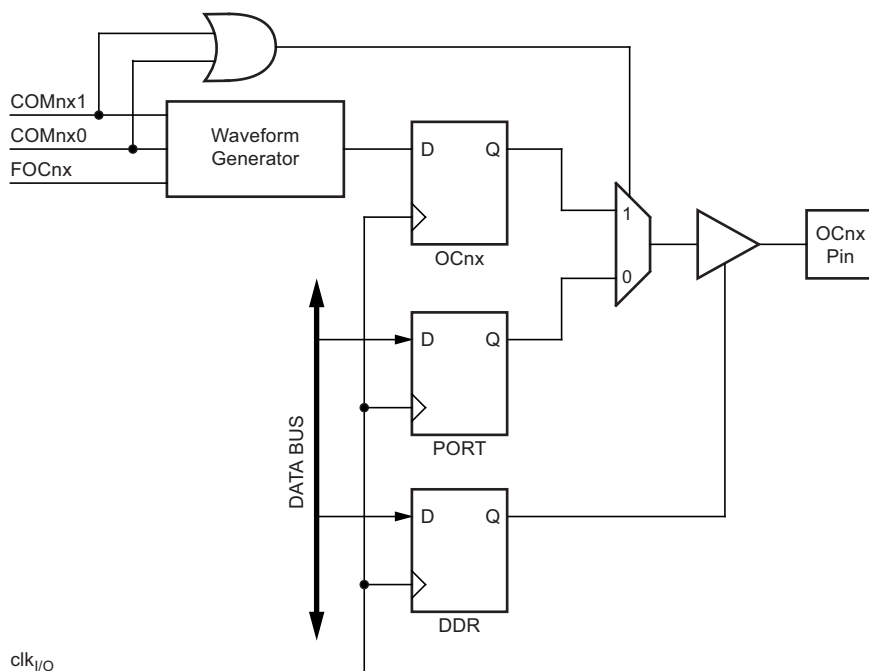 COMnx1
COMnx0
FOCnx
Waveform
Generator
D
Q
OCnx
1
0
OCnx
Pin
DATA BUS
D
Q
PORT
D
Q
DDR
clkI/O